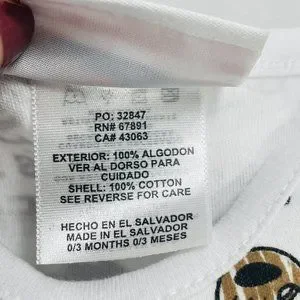 PO: 32847
RN# 67891
CA# 43063
EXTERIOR: 100% ALGODON
VER AL DORSO PARA
CUIDADO
SHELL: 100% COTTON
SEE REVERSE FOR CARE
HECHO EN EL SALVADOR
MADE IN EL SALVADOR
0/3 MONTHS 0/3 MESES